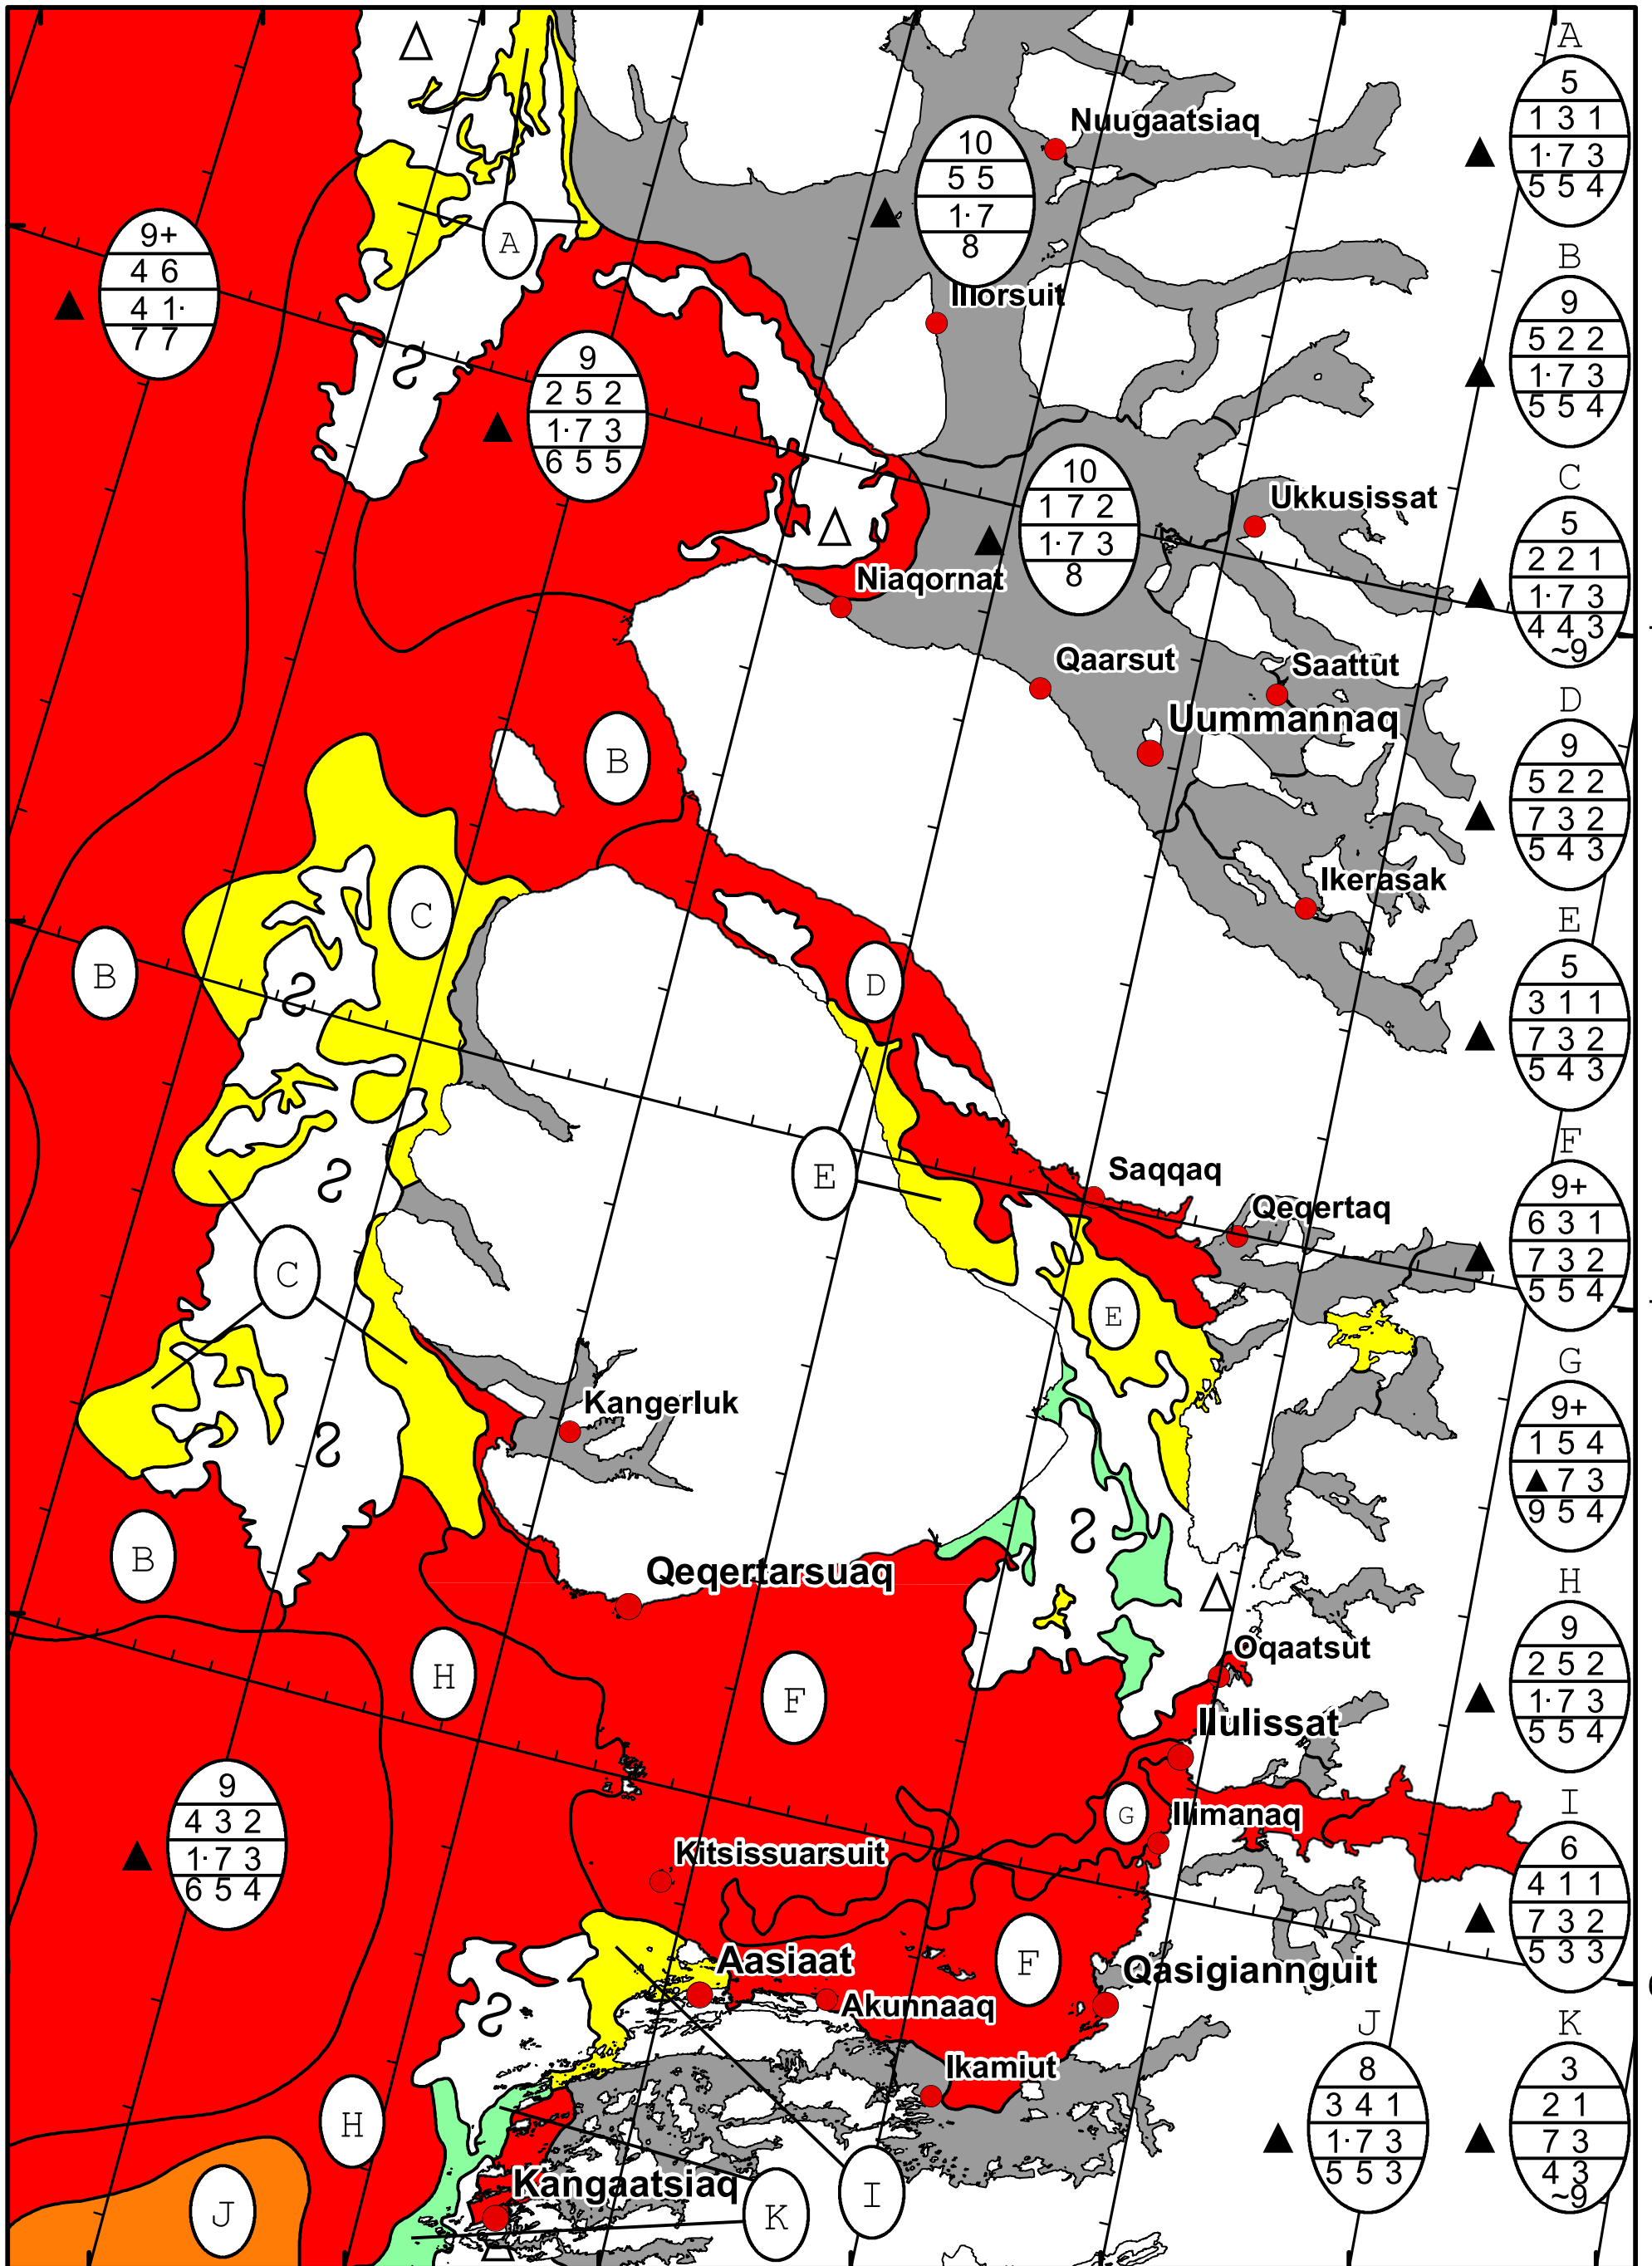 A
5
1 3 1
1· 7 3
5 5 4
Nuugaatsiaq
10
5 5
1· 7
8
A
9+
4 6
4 1·
7 7
B
9
5 2 2
1· 7 3
5 5 4
Illorsuit
9
2 5 2
1· 7 3
6 5 5
10
1 7 2
1· 7 3
8
C
5
2 2 1
1· 7 3
4 4 3
~9
Ukkusissat
Niaqornat
Qaarsut
Saattut
Uummannaq
D
9
5 2 2
7 3 2
5 4 3
B
C
Ikerasak
B
D
E
5
3 1 1
7 3 2
5 4 3
E
Saqqaq
Qeqertaq
F
9+
6 3 1
7 3 2
5 5 4
C
E
G
9+
1 5 4
▲ 7 3
9 5 4
Kangerluk
B
Qeqertarsuaq
H
9
2 5 2
1· 7 3
5 5 4
H
F
Oqaatsut
Ilulissat
G
Ilimanaq
I
6
4 1 1
7 3 2
5 3 3
9
4 3 2
1· 7 3
6 5 4
Kitsissuarsuit
Aasiaat
F
Qasigiannguit
Akunnaaq
Ikamiut
J
8
3 4 1
1· 7 3
5 5 3
K
3
2 1
7 3
4 3
~9
H
Kangaatsiaq
J
K
I